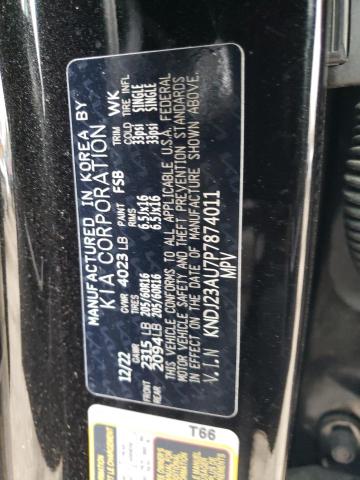 MANUFACTURED IN KOREA BY
KIA CORPORATION
12/22 GVWR 4023 LB PAINT FSB TRIM WK
GAWR TIRES COLD TIRE INFL
FRONT 2315 LB 205/60R16 6.5Jx16 33psi SINGLE
REAR 2094 LB 205/60R16 6.5Jx16 33psi SINGLE
THIS VEHICLE CONFORMS TO ALL APPLICABLE U.S.A. FEDERAL
MOTOR VEHICLE SAFETY AND THEFT PREVENTION STANDARDS
IN EFFECT ON THE DATE OF MANUFACTURE SHOWN ABOVE.
V.I.N KNDJ23AU7P7874011
MPV
T66